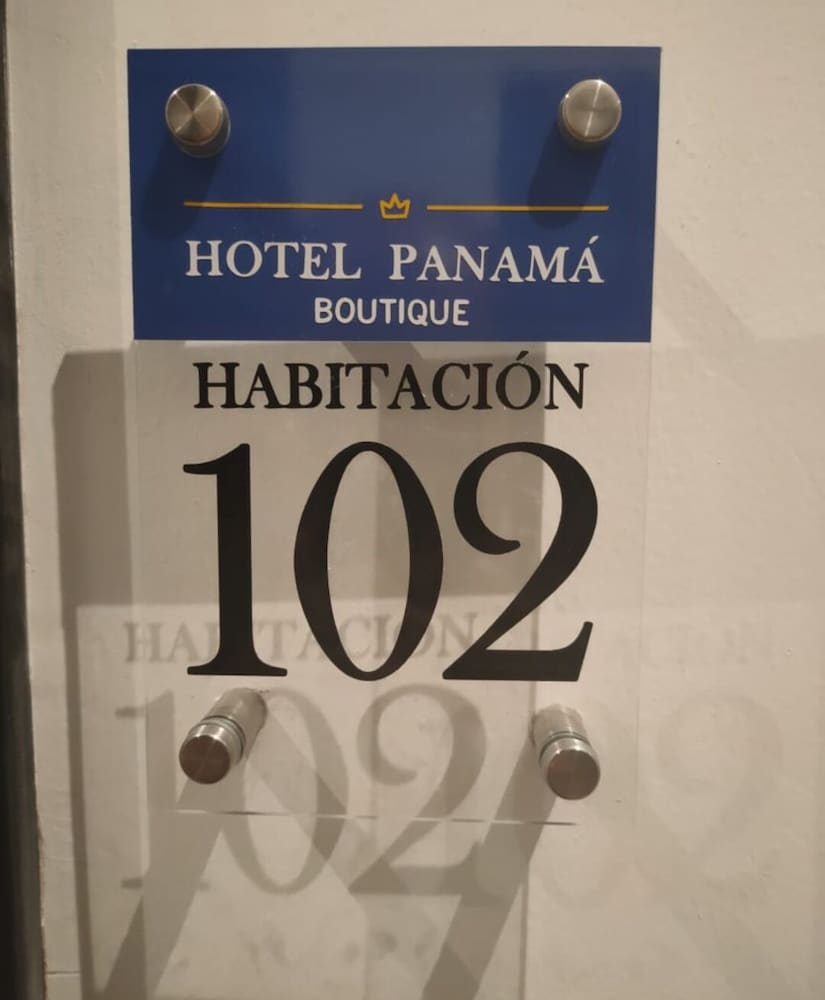 HOTEL PANAMÁ
BOUTIQUE
HABITACIÓN
102